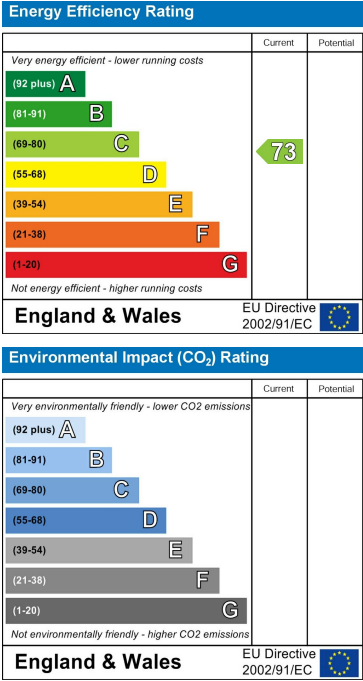 Energy Efficiency Rating
Current Potential
Very energy efficient - lower running costs
(92 plus) A
(81-91) B
(69-80) C
73
(55-68) D
(39-54) E
(21-38) F
(1-20) G
Not energy efficient - higher running costs
England & Wales
EU Directive
2002/91/EC
Environmental Impact (CO₂) Rating
Current Potential
Very environmentally friendly - lower CO2 emissions
(92 plus) A
(81-91) B
(69-80) C
(55-68) D
(39-54) E
(21-38) F
(1-20) G
Not environmentally friendly - higher CO2 emissions
England & Wales
EU Directive
2002/91/EC